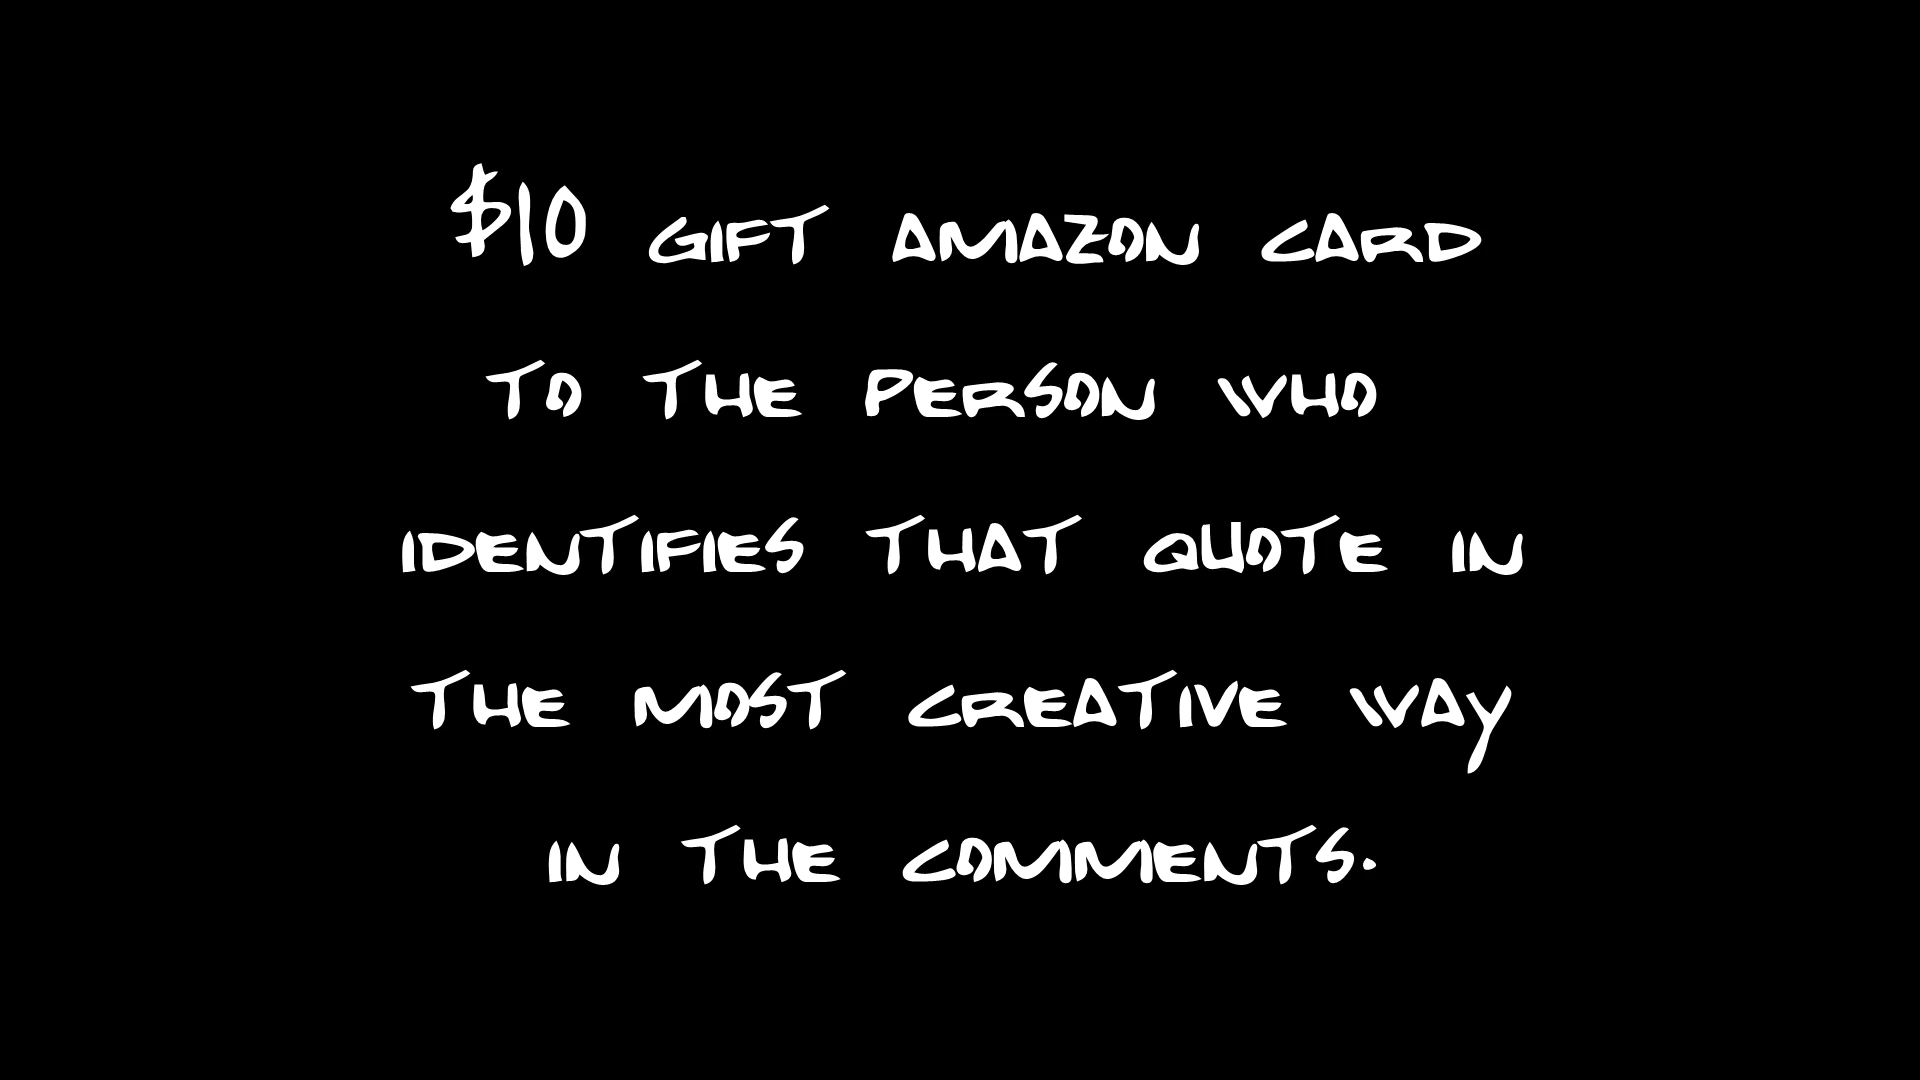 $10 GIFT AMAZON CARD
TO THE PERSON WHO
IDENTIFIES THAT QUOTE IN
THE MOST CREATIVE WAY
IN THE COMMENTS.